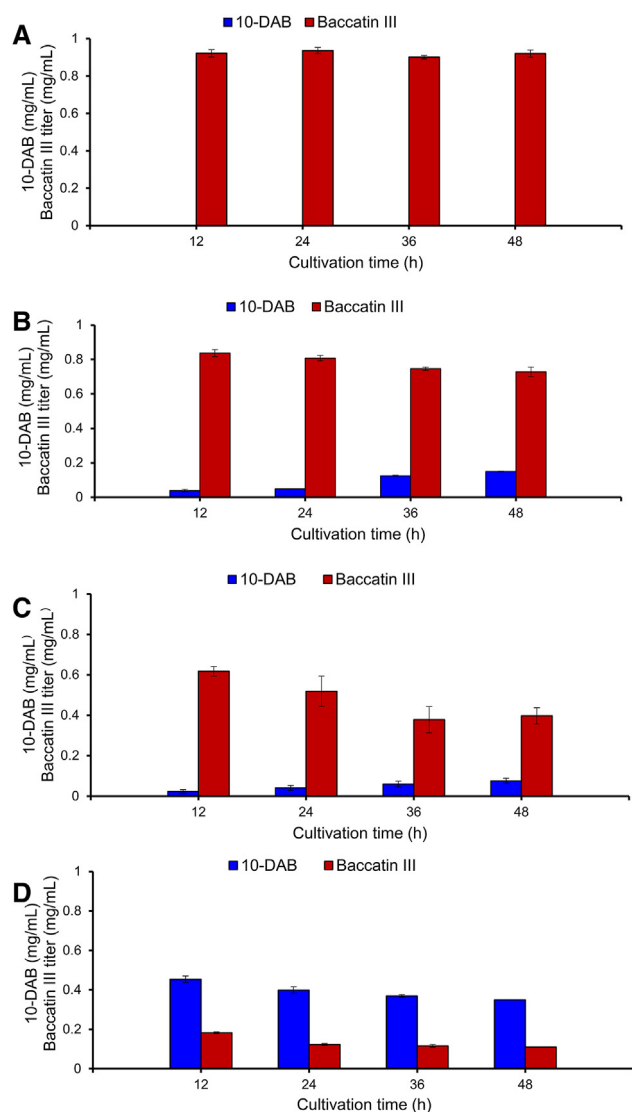 A
10-DAB Baccatin III
10-DAB (mg/mL)
Baccatin III titer (mg/mL)
1
0.8
0.6
0.4
0.2
0
12 24 36 48
Cultivation time (h)
B
10-DAB Baccatin III
10-DAB (mg/mL)
Baccatin III titer (mg/mL)
1
0.8
0.6
0.4
0.2
0
12 24 36 48
Cultivation time (h)
C
10-DAB Baccatin III
10-DAB (mg/mL)
Baccatin III titer (mg/mL)
1
0.8
0.6
0.4
0.2
0
12 24 36 48
Cultivation time (h)
D
10-DAB Baccatin III
10-DAB (mg/mL)
Baccatin III titer (mg/mL)
1
0.8
0.6
0.4
0.2
0
12 24 36 48
Cultivation time (h)